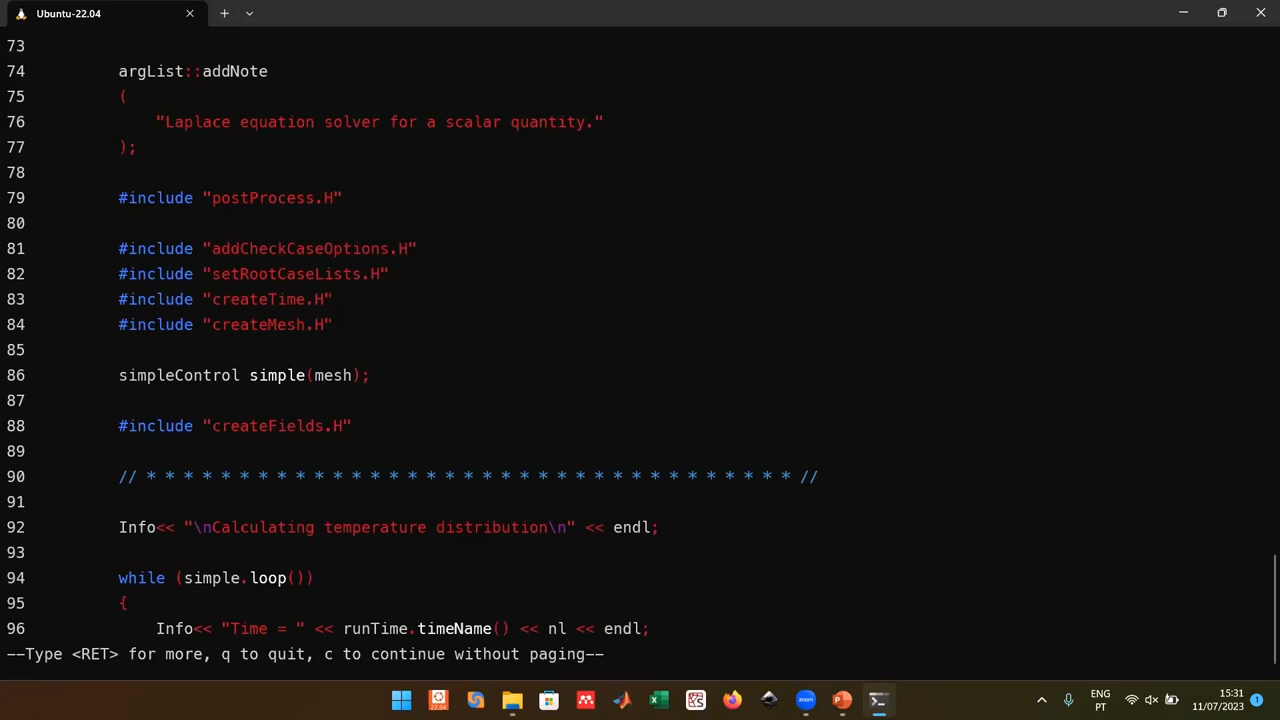 Ubuntu-22.04
73
74 argList::addNote
75 (
76 "Laplace equation solver for a scalar quantity."
77 );
78
79 #include "postProcess.H"
80
81 #include "addCheckCaseOptions.H"
82 #include "setRootCaseLists.H"
83 #include "createTime.H"
84 #include "createMesh.H"
85
86 simpleControl simple(mesh);
87
88 #include "createFields.H"
89
90 // * * * * * * * * * * * * * * * * * * * * * * * * * * * * * * * * * * * //
91
92 Info<< "\nCalculating temperature distribution\n" << endl;
93
94 while (simple.loop())
95 {
96 Info<< "Time = " << runTime.timeName() << nl << endl;
--Type <RET> for more, q to quit, c to continue without paging--
22.04
zoom
ENG
PT
15:31
11/07/2023
1